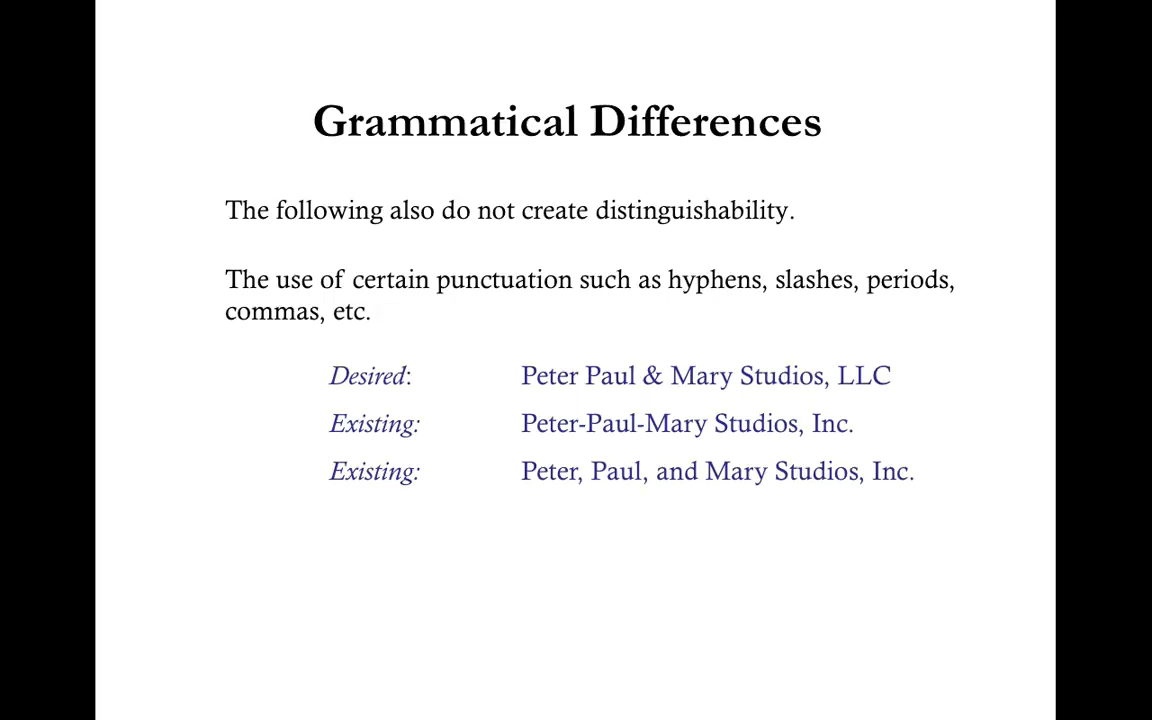 Grammatical Differences
The following also do not create distinguishability.
The use of certain punctuation such as hyphens, slashes, periods,
commas, etc.
Desired: Peter Paul & Mary Studios, LLC
Existing: Peter-Paul-Mary Studios, Inc.
Existing: Peter, Paul, and Mary Studios, Inc.